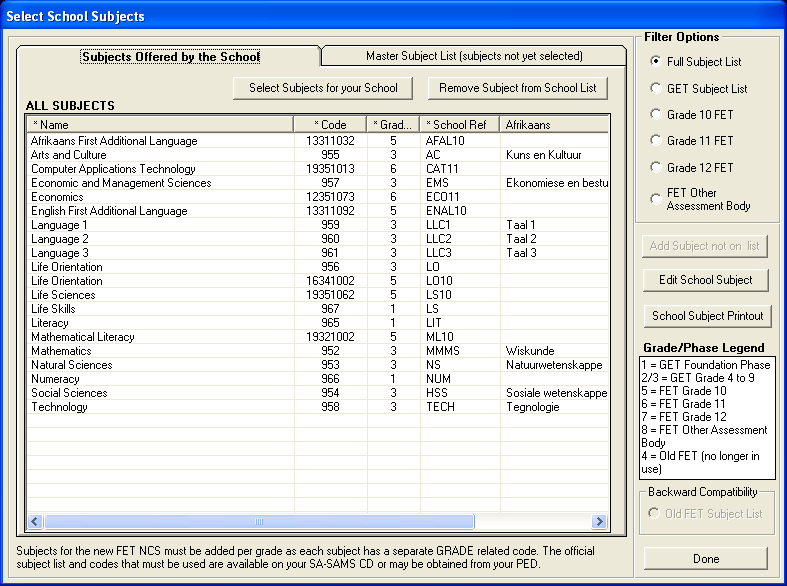 Select School Subjects
Subjects Offered by the School
Master Subject List (subjects not yet selected)
Select Subjects for your School
Remove Subject from School List
ALL SUBJECTS
* Name * Code * Grad... * School Ref Afrikaans
Afrikaans First Additional Language 13311032 5 AFAL10
Arts and Culture 955 3 AC Kuns en Kultuur
Computer Applications Technology 19351013 6 CAT11
Economic and Management Sciences 957 3 EMS Ekonomiese en bestu
Economics 12351073 6 ECO11
English First Additional Language 13311092 5 ENAL10
Language 1 959 3 LLC1 Taal 1
Language 2 960 3 LLC2 Taal 2
Language 3 961 3 LLC3 Taal 3
Life Orientation 956 3 LO
Life Orientation 16341002 5 LO10
Life Sciences 19351062 5 LS10
Life Skills 967 1 LS
Literacy 965 1 LIT
Mathematical Literacy 19321002 5 ML10
Mathematics 952 3 MMMS Wiskunde
Natural Sciences 953 3 NS Natuurwetenskappe
Numeracy 966 1 NUM
Social Sciences 954 3 HSS Sosiale wetenskappe
Technology 958 3 TECH Tegnologie
Subjects for the new FET NCS must be added per grade as each subject has a separate GRADE related code. The official
subject list and codes that must be used are available on your SA-SAMS CD or may be obtained from your PED.
Filter Options
Full Subject List
GET Subject List
Grade 10 FET
Grade 11 FET
Grade 12 FET
FET Other
Assessment Body
Add Subject not on list
Edit School Subject
School Subject Printout
Grade/Phase Legend
1 = GET Foundation Phase
2/3 = GET Grade 4 to 9
5 = FET Grade 10
6 = FET Grade 11
7 = FET Grade 12
8 = FET Other Assessment
Body
4 = Old FET (no longer in
use)
Backward Compatibility
Old FET Subject List
Done